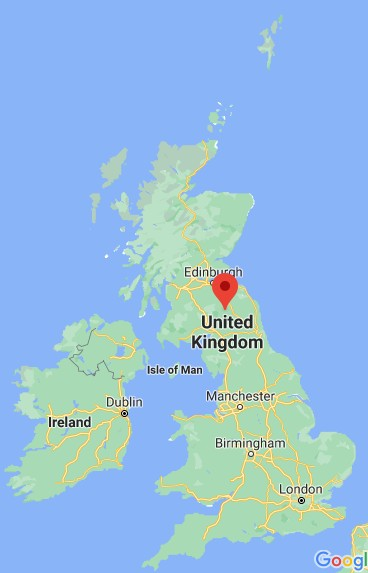 Edinburgh
United
Kingdom
Isle of Man
Manchester
Dublin
Ireland
Birmingham
London
Googl